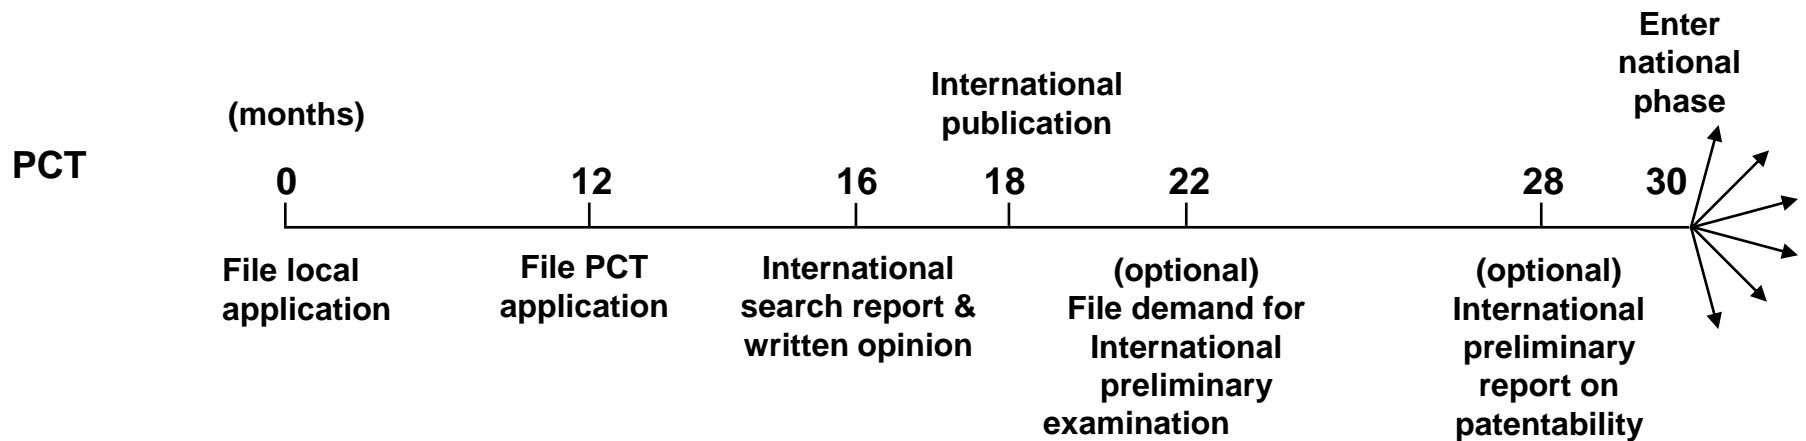 Enter
national
phase
International
publication
(months)
PCT
0 12 16 18 22 28 30
File local
application
File PCT
application
International
search report &
written opinion
(optional)
File demand for
International
preliminary
examination
(optional)
International
preliminary
report on
patentability